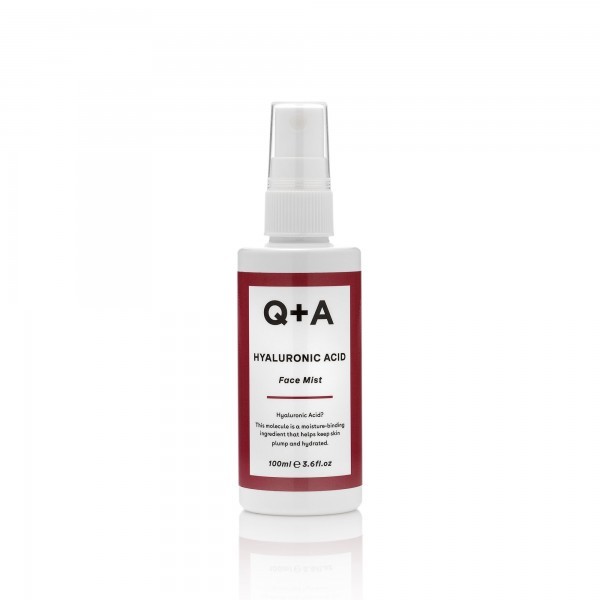 Q+A
HYALURONIC ACID
Face Mist
Hyaluronic Acid?
This molecule is a moisture-binding
ingredient that helps keep skin
plump and hydrated.
100ml ℮ 3.6fl.oz